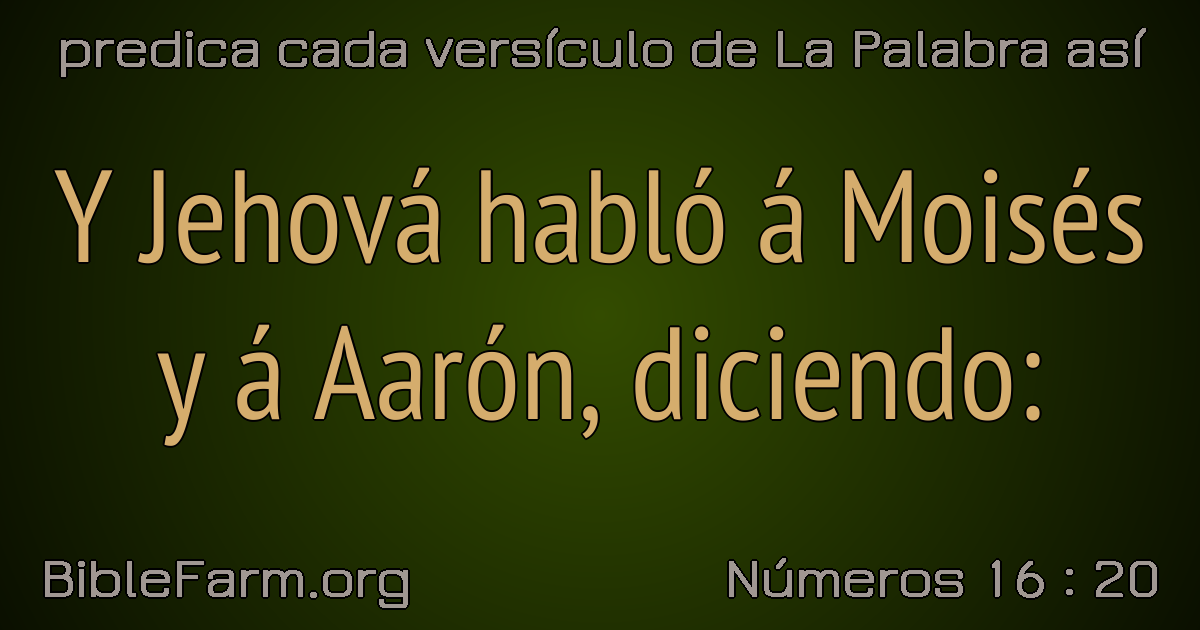 predica cada versículo de La Palabra así
Y Jehová habló á Moisés
y á Aarón, diciendo:
BibleFarm.org
Números 16 : 20